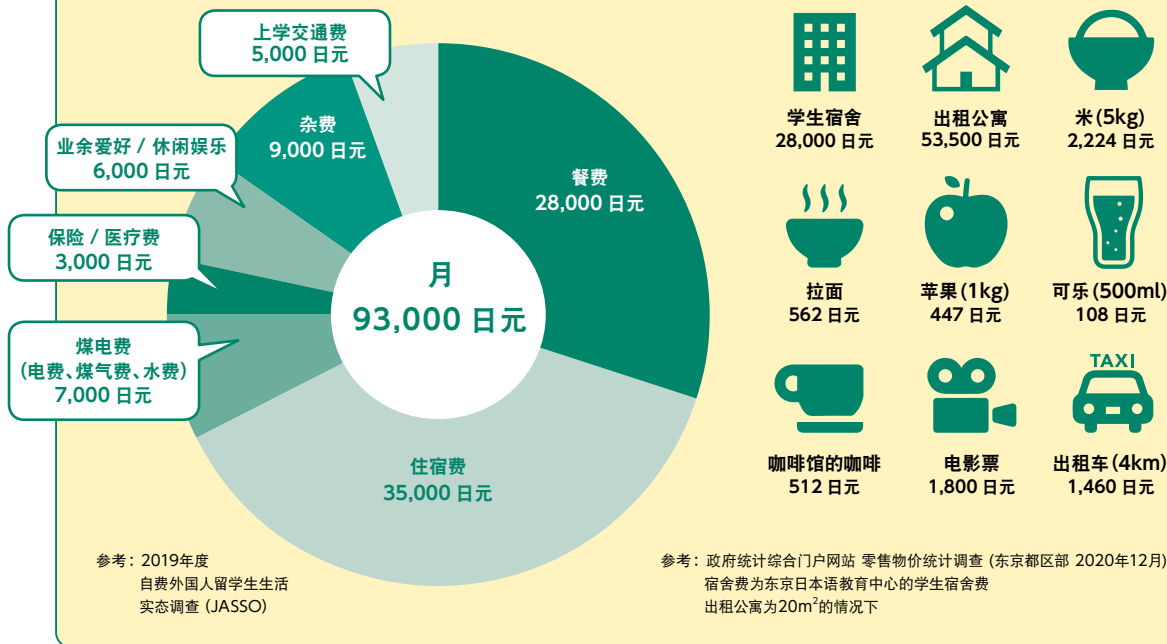 上学交通费
5,000 日元
杂费
9,000 日元
业余爱好 / 休闲娱乐
6,000 日元
保险 / 医疗费
3,000 日元
煤电费
(电费、煤气费、水费)
7,000 日元
餐费
28,000 日元
月
93,000 日元
住宿费
35,000 日元
参考：2019年度
自费外国人留学生生活
实态调查 (JASSO)
学生宿舍
28,000 日元
出租公寓
53,500 日元
米(5kg)
2,224 日元
拉面
562 日元
苹果(1kg)
447 日元
可乐(500ml)
108 日元
咖啡馆的咖啡
512 日元
电影票
1,800 日元
TAXI
出租车(4km)
1,460 日元
参考：政府统计综合门户网站 零售物价统计调查 (东京都区部 2020年12月)
宿舍费为东京日本语教育中心的学生宿舍费
出租公寓为20m²的情况下